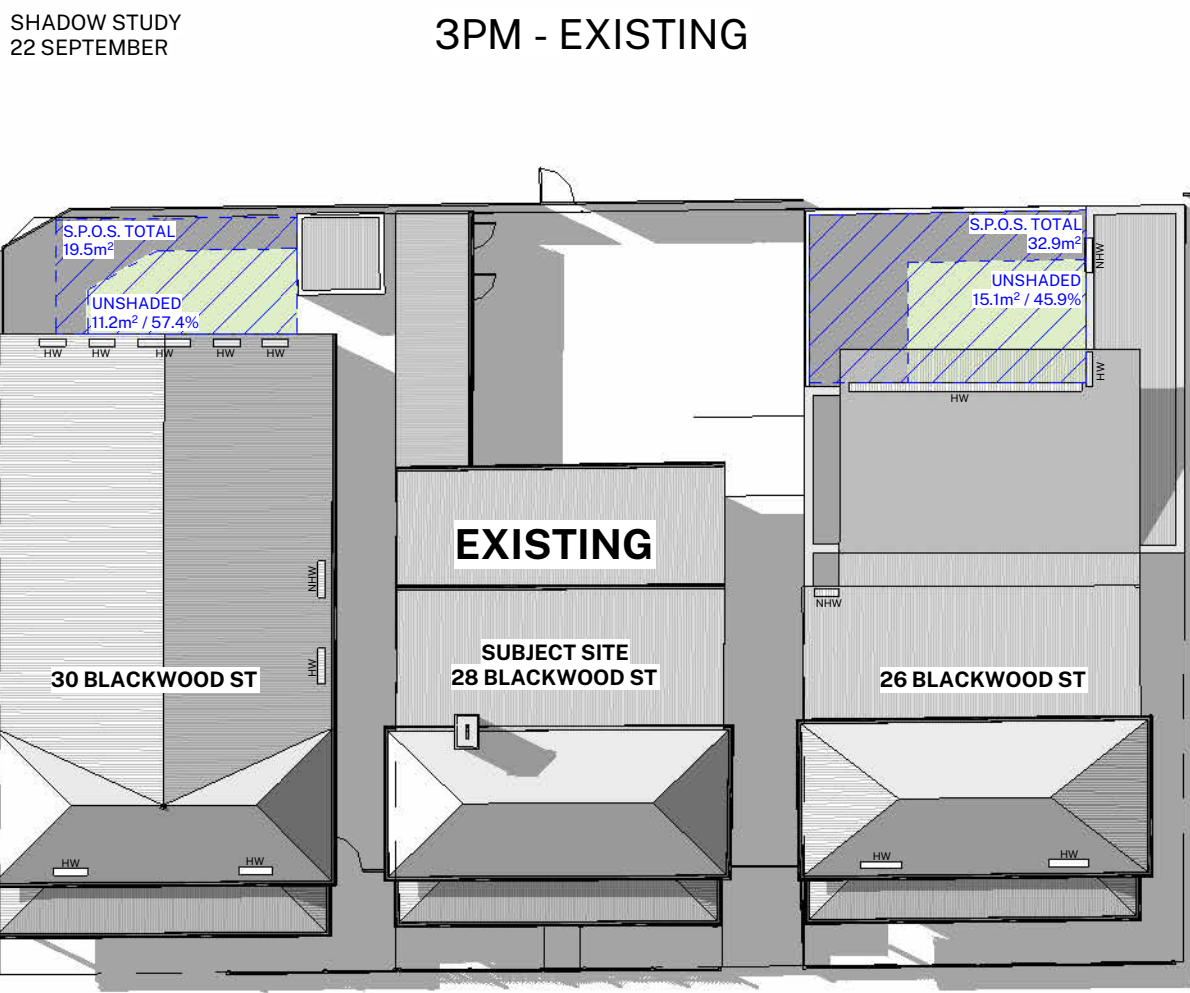 SHADOW STUDY
22 SEPTEMBER
3PM - EXISTING
S.P.O.S. TOTAL
19.5m²
UNSHADED
11.2m² / 57.4%
S.P.O.S. TOTAL
32.9m²
UNSHADED
15.1m² / 45.9%
NHW
HW
HW
HW
HW
HW
HW
HW
EXISTING
NHW
HW
NHW
30 BLACKWOOD ST
SUBJECT SITE
28 BLACKWOOD ST
26 BLACKWOOD ST
HW
HW
HW
HW